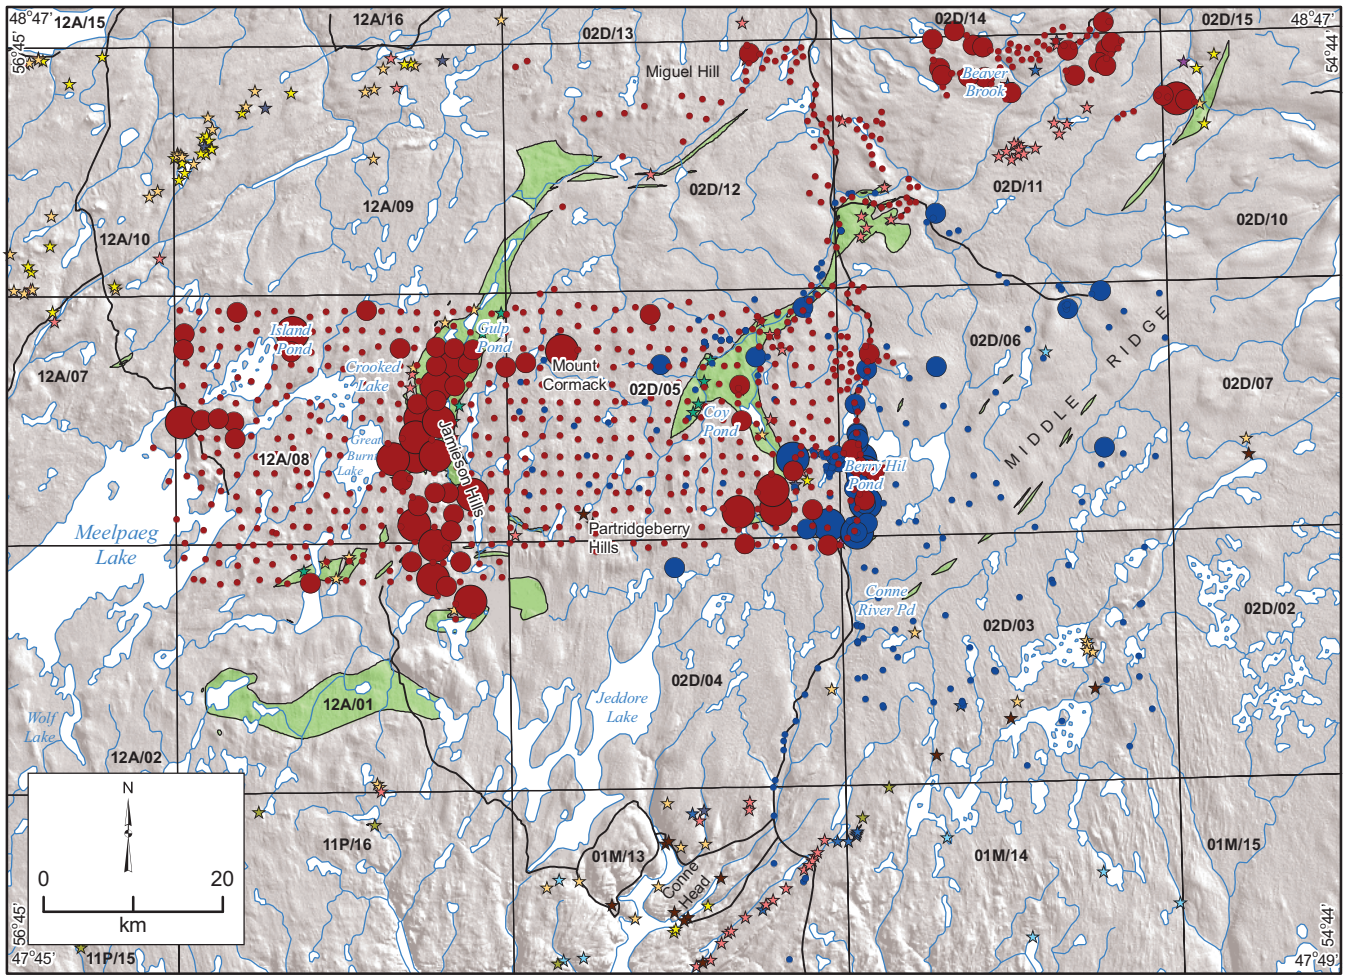 48°47'
12A/15
12A/16
02D/13
02D/14
02D/15
48°47'
56°45'
54°44'
Miguel Hill
Beaver
Brook
02D/12
02D/11
12A/09
12A/10
02D/10
Island
Pond
Gulp
Pond
Crooked
Lake
Mount
Cormack
02D/05
02D/06
MIDDLE RIDGE
12A/07
02D/07
Coy
Pond
Great
Burnt
Lake
12A/08
Jamieson Hills
Berry Hil
Pond
Meelpaeg
Lake
Partridgeberry
Hills
Conne
River Pd
02D/03
02D/02
02D/04
Jeddore
Lake
12A/01
Wolf
Lake
12A/02
N
0
20
km
11P/16
01M/13
Conne
Head
01M/14
01M/15
56°45'
54°44'
47°45'
11P/15
47°49'